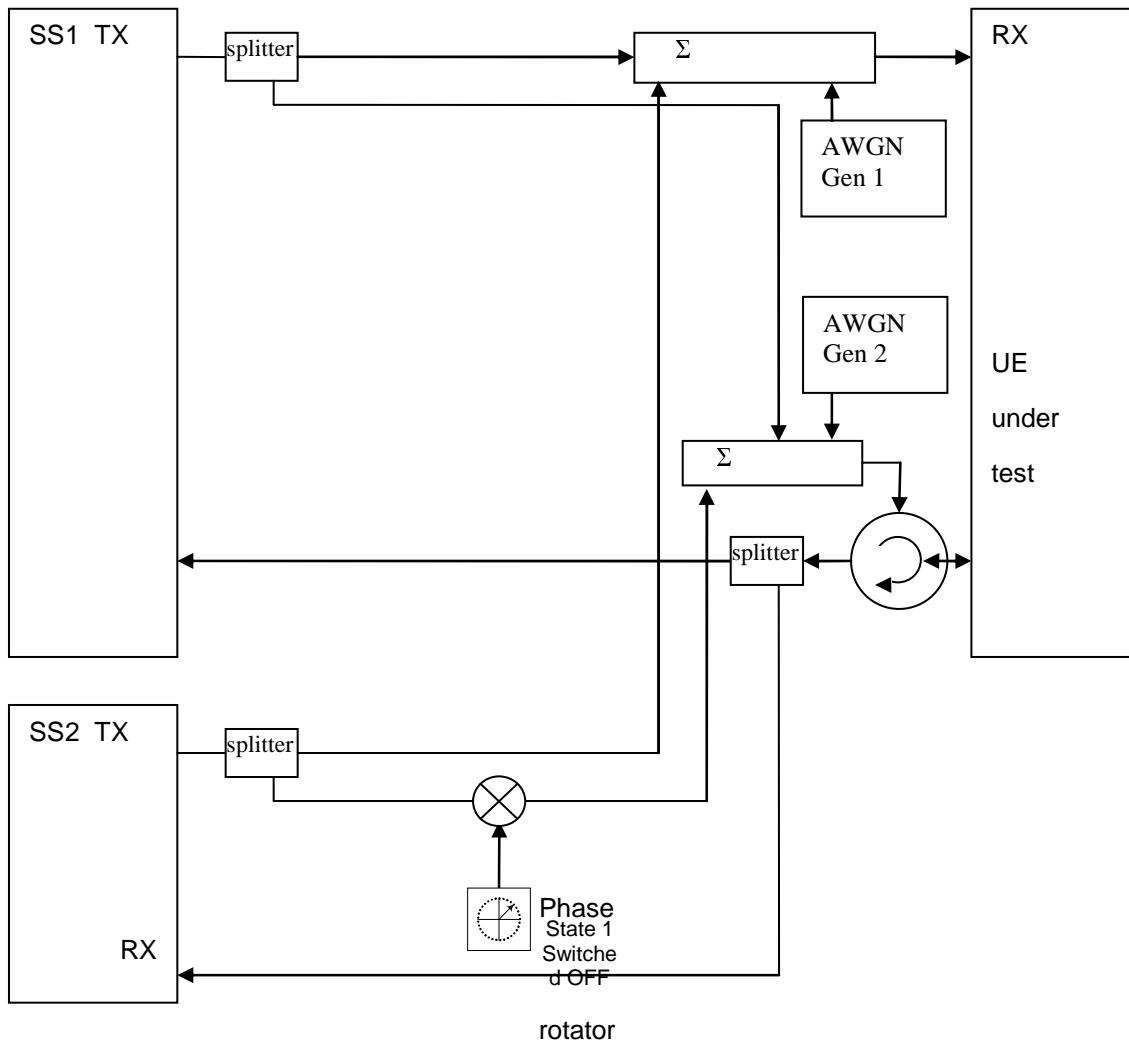 SS1 TX
splitter
Σ
RX
AWGN
Gen 1
AWGN
Gen 2
UE
under
test
Σ
splitter
SS2 TX
splitter
Phase
State 1
Switche
d OFF
RX
rotator